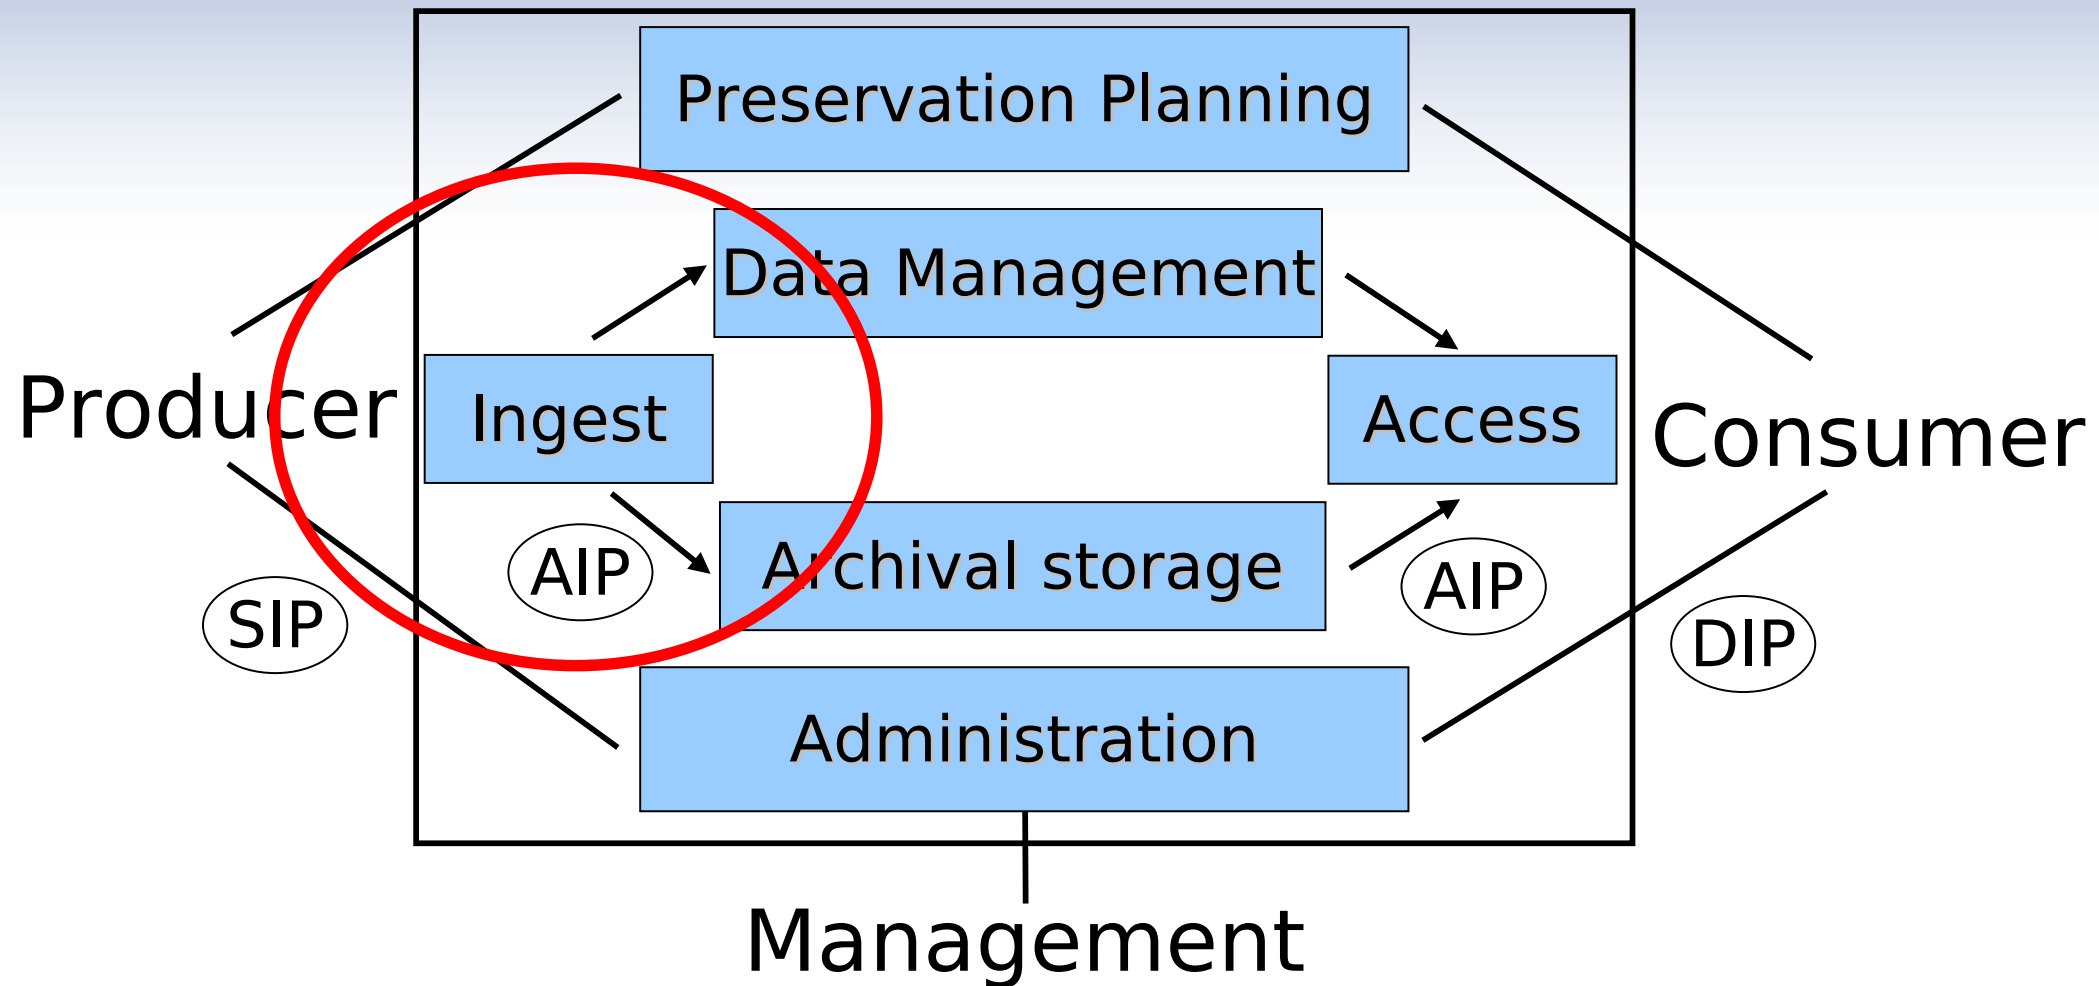 Preservation Planning
Data Management
Producer
Ingest
Access
Consumer
AIP
Archival storage
AIP
SIP
DIP
Administration
Management